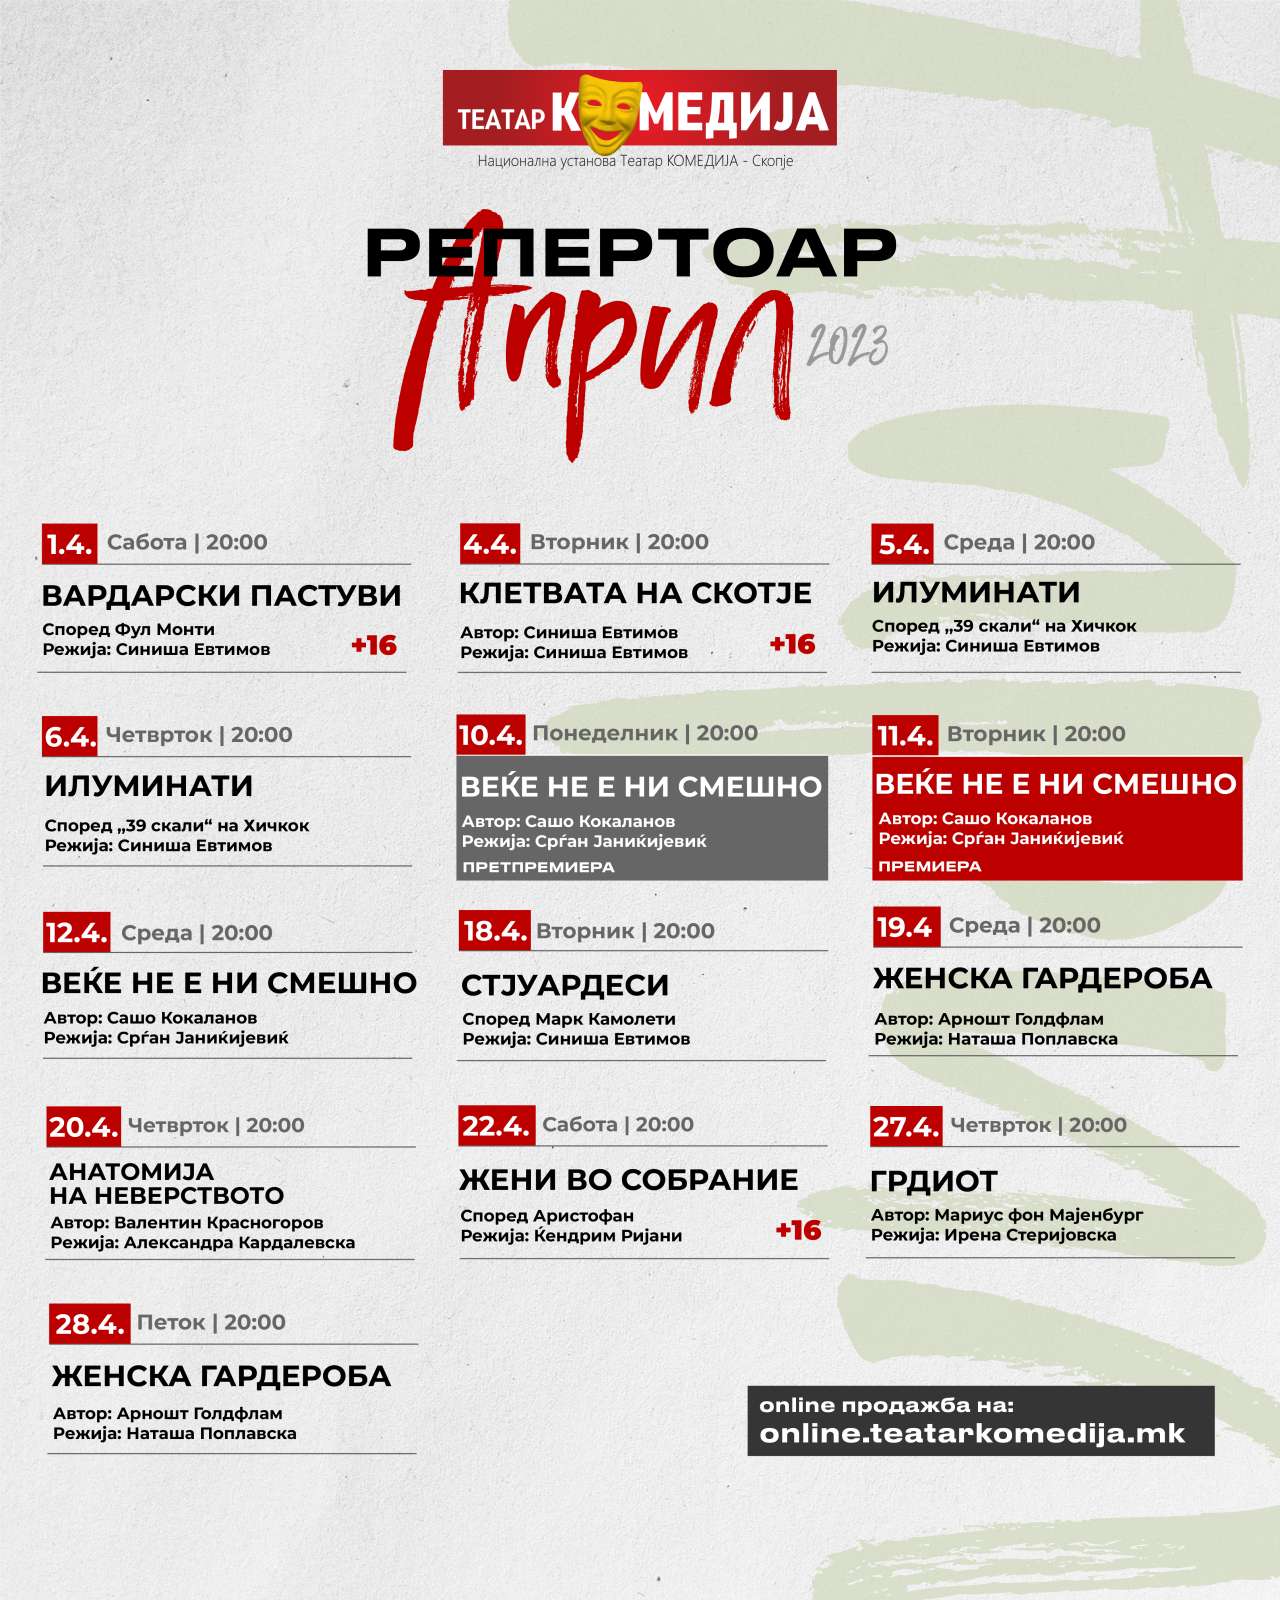 ТЕАТАР КОМЕДИЈА
Национална установа Театар КОМЕДИЈА - Скопје
РЕПЕРТОАР
Април 2023
1.4. Сабота | 20:00
ВАРДАРСКИ ПАСТУВИ
Според Фул Монти
Режија: Синиша Евтимов
+16
4.4. Вторник | 20:00
КЛЕТВАТА НА СКОТЈЕ
Автор: Синиша Евтимов
Режија: Синиша Евтимов
+16
5.4. Среда | 20:00
ИЛУМИНАТИ
Според „39 скали“ на Хичкок
Режија: Синиша Евтимов
6.4. Четврток | 20:00
ИЛУМИНАТИ
Според „39 скали“ на Хичкок
Режија: Синиша Евтимов
10.4. Понеделник | 20:00
ВЕЌЕ НЕ Е НИ СМЕШНО
Автор: Сашо Кокаланов
Режија: Срѓан Јаниќијевиќ
ПРЕТПРЕМИЕРА
11.4. Вторник | 20:00
ВЕЌЕ НЕ Е НИ СМЕШНО
Автор: Сашо Кокаланов
Режија: Срѓан Јаниќијевиќ
ПРЕМИЕРА
12.4. Среда | 20:00
ВЕЌЕ НЕ Е НИ СМЕШНО
Автор: Сашо Кокаланов
Режија: Срѓан Јаниќијевиќ
18.4. Вторник | 20:00
СТЈУАРДЕСИ
Според Марк Камолети
Режија: Синиша Евтимов
19.4 Среда | 20:00
ЖЕНСКА ГАРДЕРОБА
Автор: Арношт Голдфлам
Режија: Наташа Поплавска
20.4. Четврток | 20:00
АНАТОМИЈА
НА НЕВЕРСТВОТО
Автор: Валентин Красногоров
Режија: Александра Кардалевска
22.4. Сабота | 20:00
ЖЕНИ ВО СОБРАНИЕ
Според Аристофан
Режија: Ќендрим Ријани
+16
27.4. Четврток | 20:00
ГРДИОТ
Автор: Мариус фон Мајенбург
Режија: Ирена Стеријовска
28.4. Петок | 20:00
ЖЕНСКА ГАРДЕРОБА
Автор: Арношт Голдфлам
Режија: Наташа Поплавска
online продажба на:
online.teatarkomedija.mk